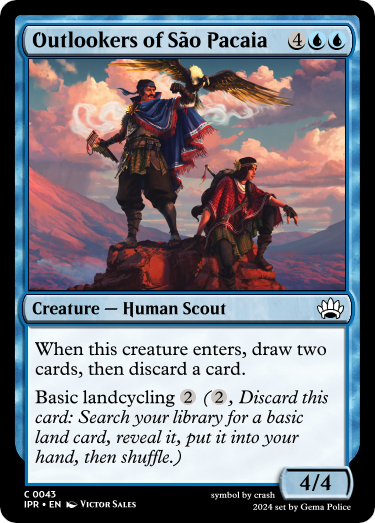 Outlookers of São Pacaia 4
Creature — Human Scout
When this creature enters, draw two
cards, then discard a card.
Basic landcycling 2 (2, Discard this
card: Search your library for a basic
land card, reveal it, put it into your
hand, then shuffle.)
4/4
C 0043
IPR • EN Victor Sales
symbol by crash
2024 set by Gema Police